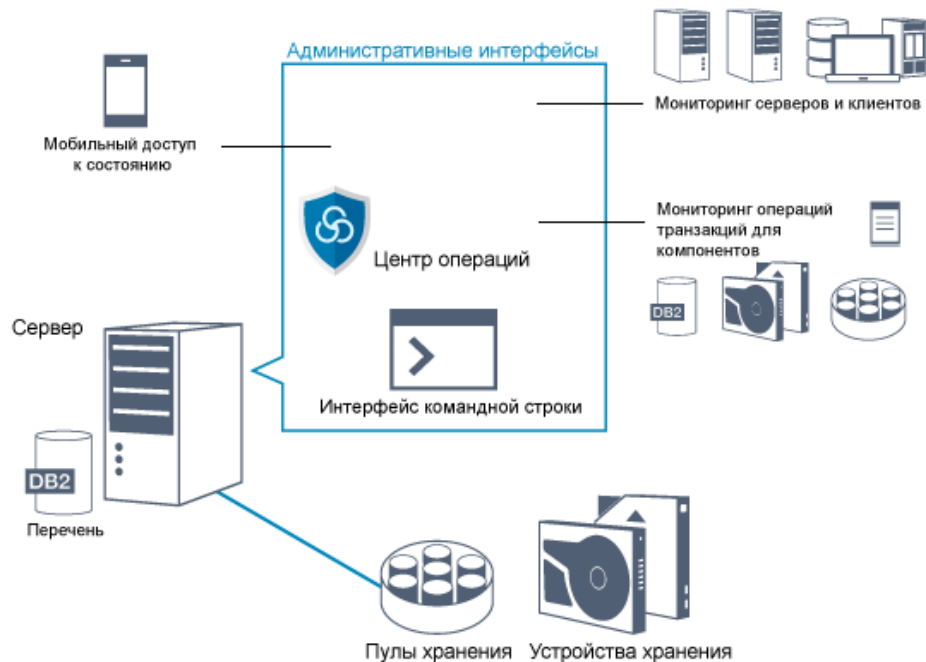 Административные интерфейсы
Мобильный доступ
к состоянию
Мониторинг серверов и клиентов
Мониторинг операций
транзакций для
компонентов
DB2
Центр операций
Сервер
Интерфейс командной строки
DB2
Перечень
Пулы хранения
Устройства хранения